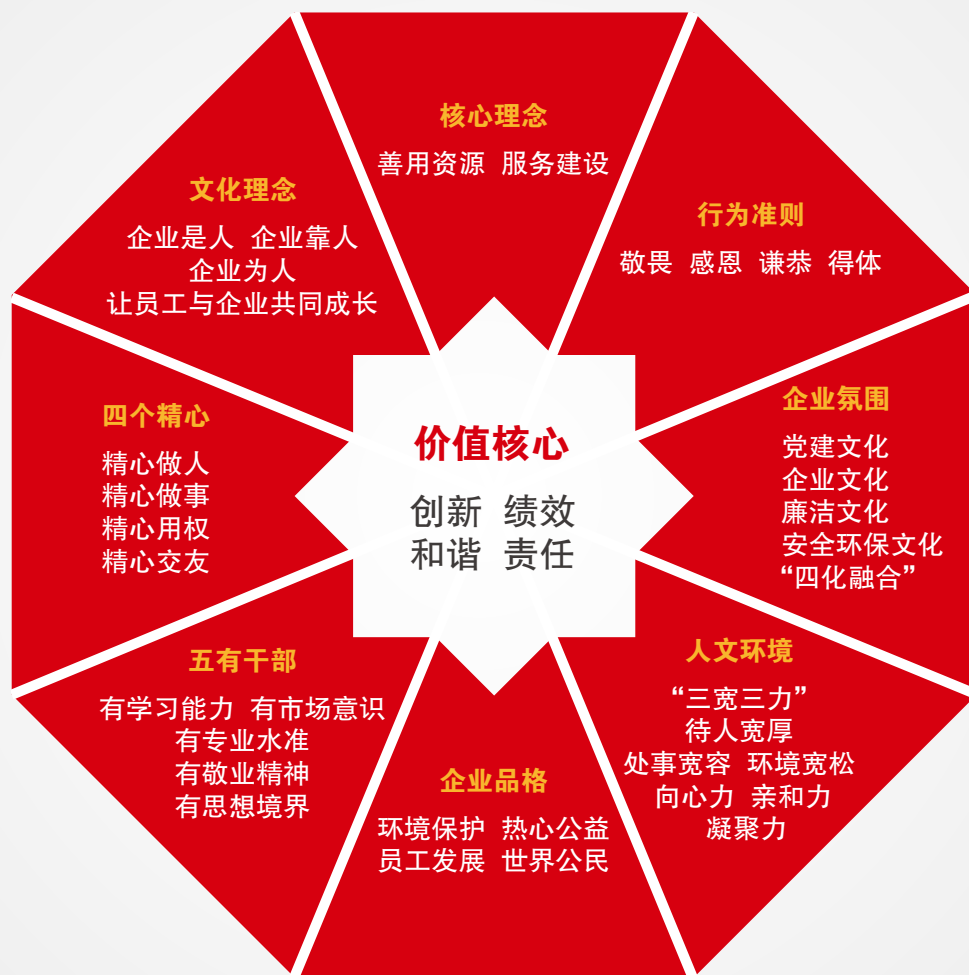 核心理念
善用资源 服务建设
行为准则
敬畏 感恩 谦恭 得体
企业氛围
党建文化
企业文化
廉洁文化
安全环保文化
“四化融合”
人文环境
“三宽三力”
待人宽厚
处事宽容 环境宽松
向心力 亲和力
凝聚力
企业品格
环境保护 热心公益
员工发展 世界公民
五有干部
有学习能力 有市场意识
有专业水准
有敬业精神
有思想境界
四个精心
精心做人
精心做事
精心用权
精心交友
文化理念
企业是人 企业靠人
企业为人
让员工与企业共同成长
价值核心
创新 绩效
和谐 责任